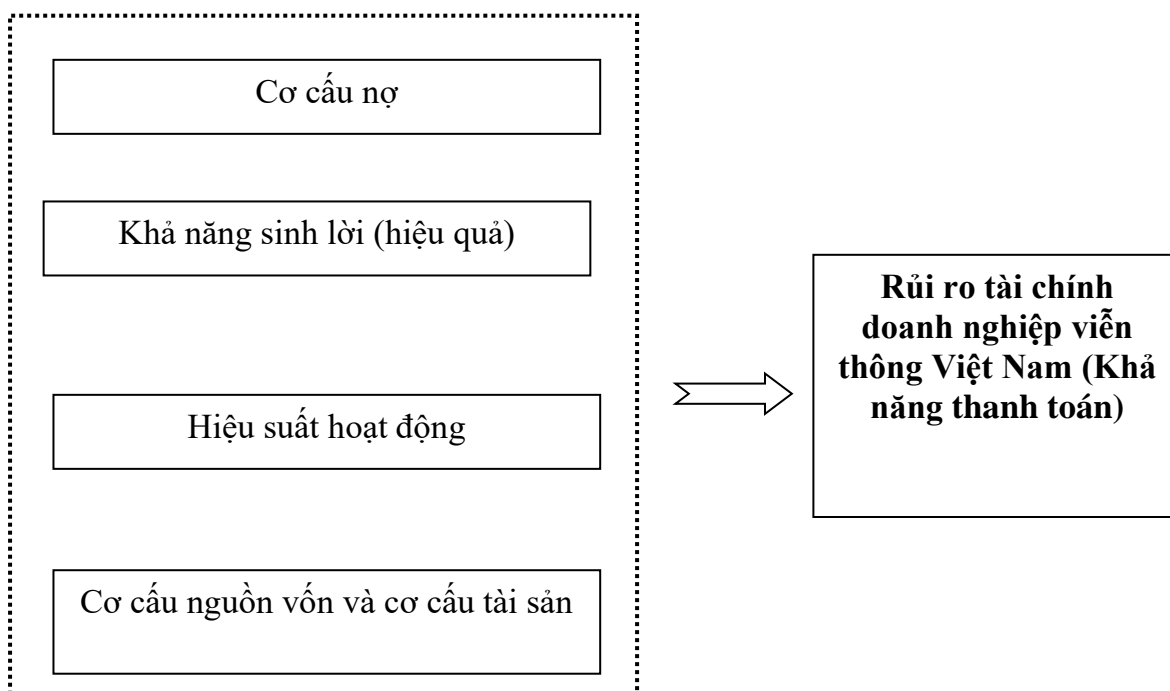 Cơ cấu nợ
Khả năng sinh lời (hiệu quả)
Hiệu suất hoạt động
Cơ cấu nguồn vốn và cơ cấu tài sản
Rủi ro tài chính
doanh nghiệp viễn
thông Việt Nam (Khả
năng thanh toán)